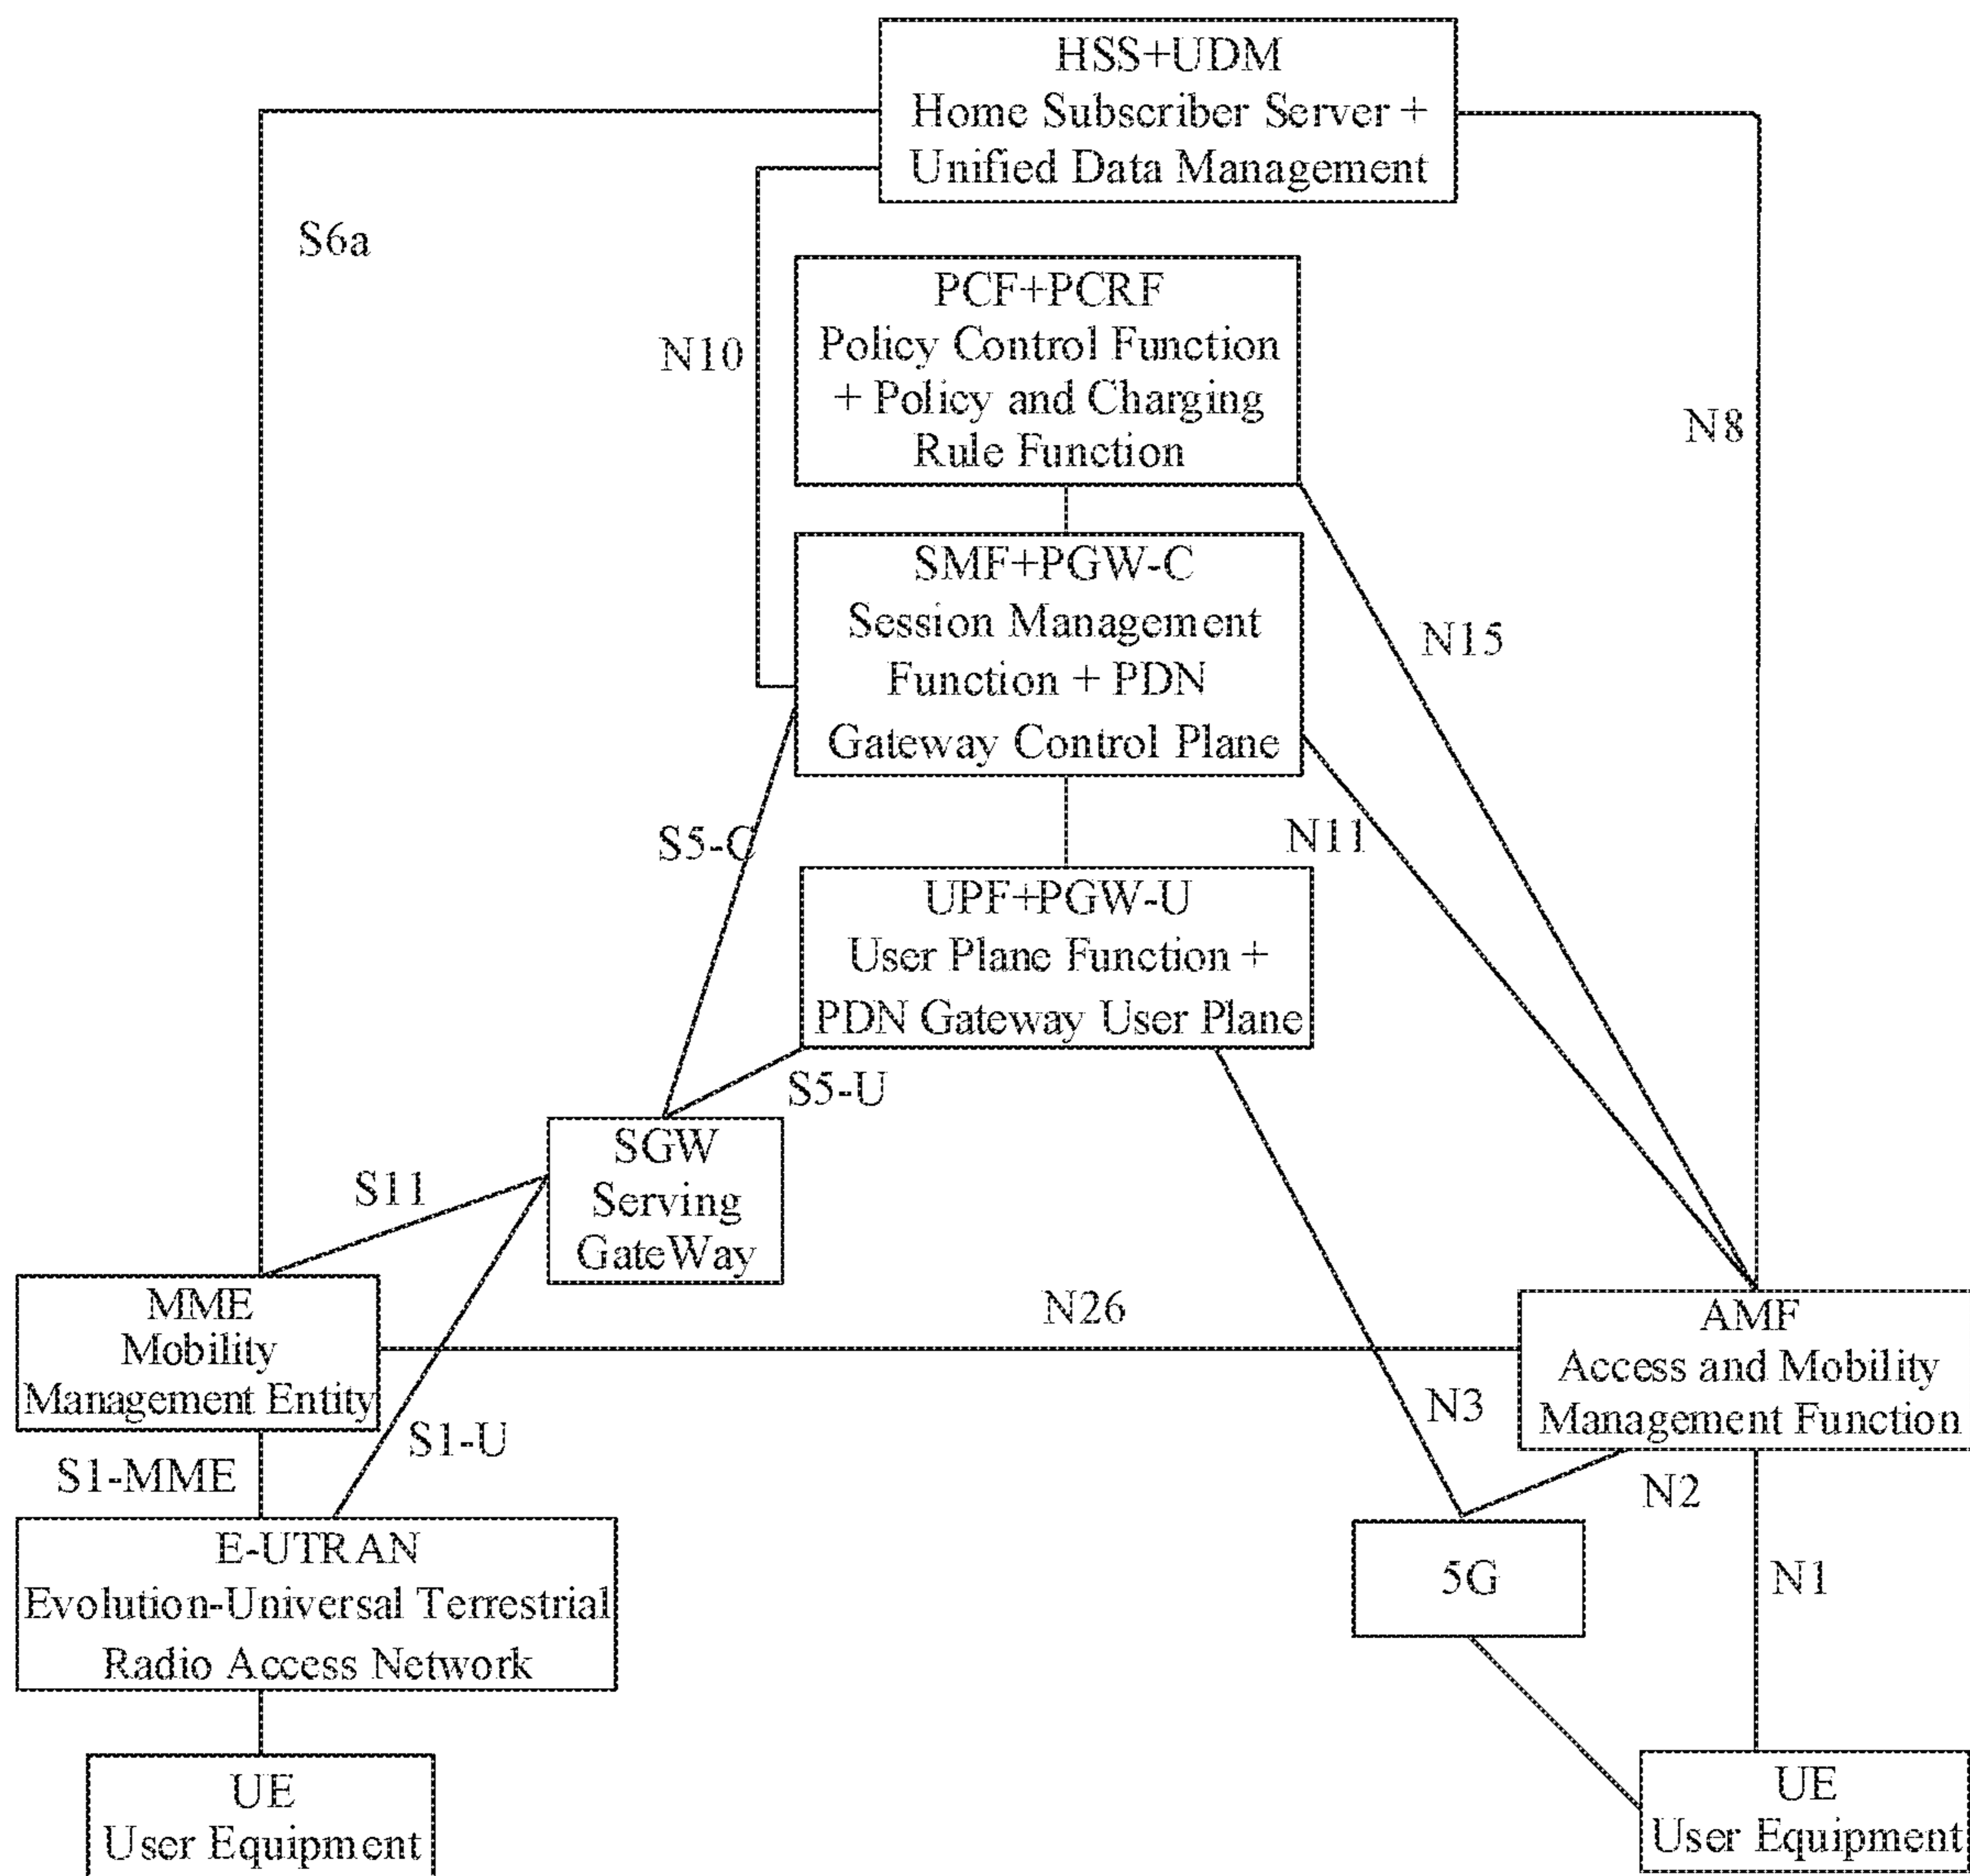 HSS+UDM
Home Subscriber Server +
Unified Data Management
S6a
PCF+PCRF
Policy Control Function
+ Policy and Charging
Rule Function
N10
N8
SMF+PGW-C
Session Management
Function + PDN
Gateway Control Plane
N15
S5-C
N11
UPF+PGW-U
User Plane Function +
PDN Gateway User Plane
S5-U
SGW
Serving
GateWay
S11
MME
Mobility
Management Entity
N26
AMF
Access and Mobility
Management Function
N3
S1-U
S1-MME
N2
E-UTRAN
Evolution-Universal Terrestrial
Radio Access Network
5G
N1
UE
User Equipment
UE
User Equipment